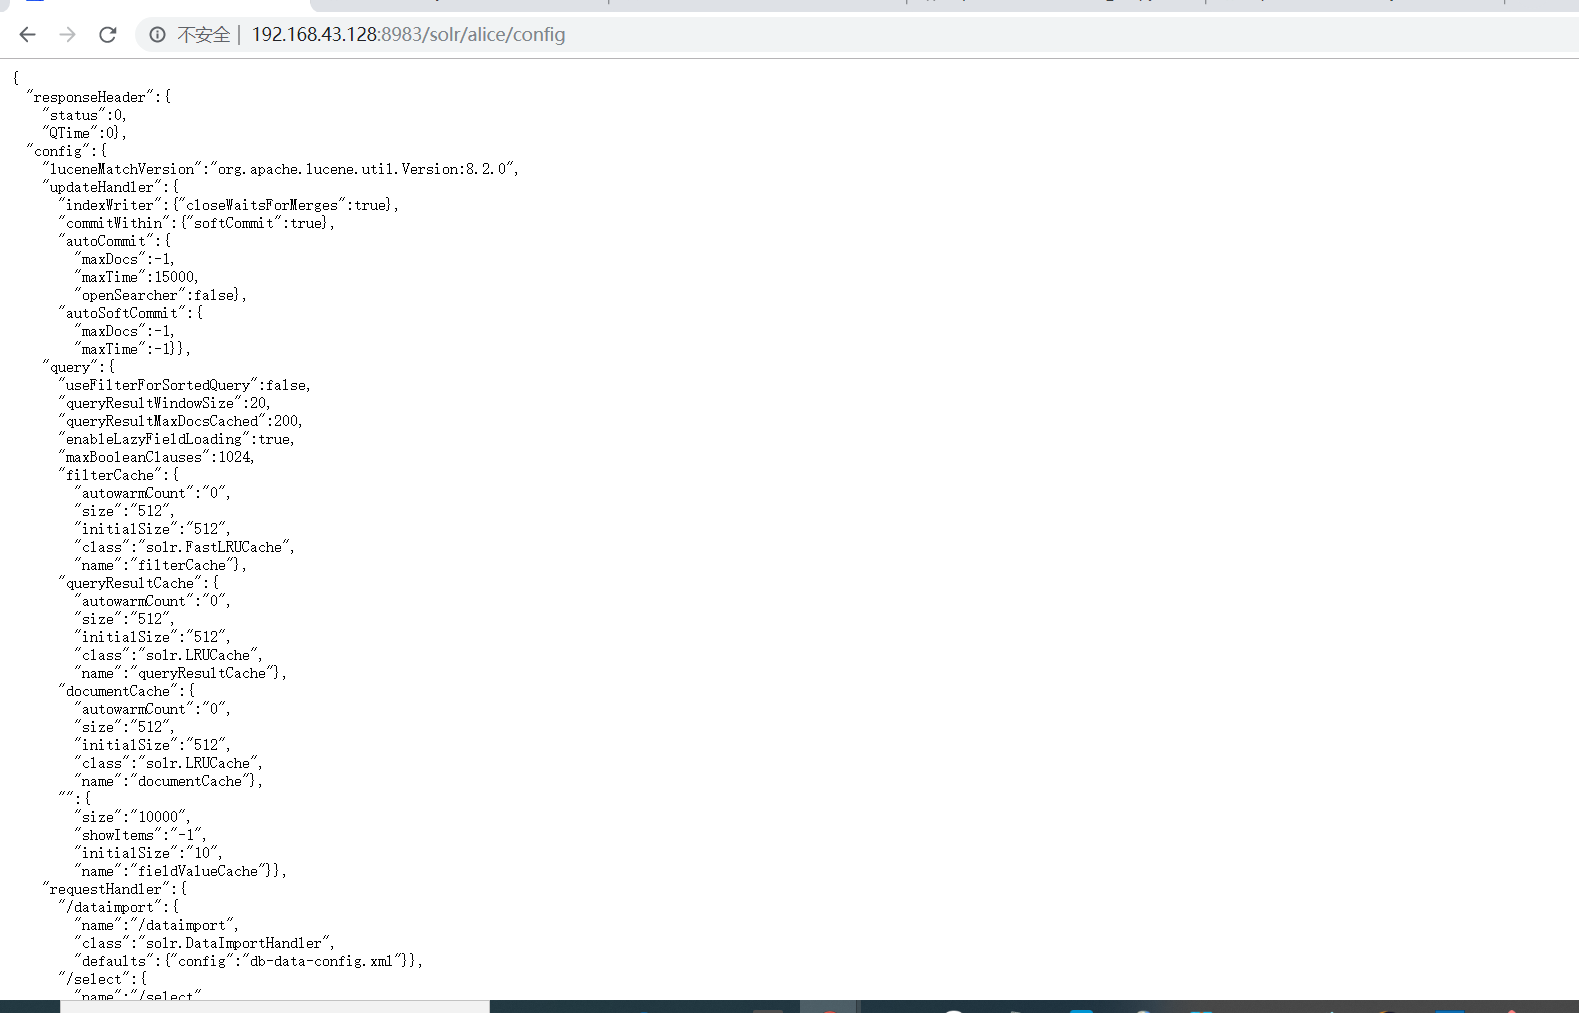 不安全 | 192.168.43.128:8983/solr/alice/config
{
"responseHeader":{
"status":0,
"QTime":0},
"config":{
"luceneMatchVersion":"org.apache.lucene.util.Version:8.2.0",
"updateHandler":{
"indexWriter":{"closeWaitsForMerges":true},
"commitWithin":{"softCommit":true},
"autoCommit":{
"maxDocs":-1,
"maxTime":15000,
"openSearcher":false},
"autoSoftCommit":{
"maxDocs":-1,
"maxTime":-1}},
"query":{
"useFilterForSortedQuery":false,
"queryResultWindowSize":20,
"queryResultMaxDocsCached":200,
"enableLazyFieldLoading":true,
"maxBooleanClauses":1024,
"filterCache":{
"autowarmCount":"0",
"size":"512",
"initialSize":"512",
"class":"solr.FastLRUCache",
"name":"filterCache"},
"queryResultCache":{
"autowarmCount":"0",
"size":"512",
"initialSize":"512",
"class":"solr.LRUCache",
"name":"queryResultCache"},
"documentCache":{
"autowarmCount":"0",
"size":"512",
"initialSize":"512",
"class":"solr.LRUCache",
"name":"documentCache"},
"":{
"size":"10000",
"showItems":"-1",
"initialSize":"10",
"name":"fieldValueCache"}},
"requestHandler":{
"/dataimport":{
"name":"/dataimport",
"class":"solr.DataImportHandler",
"defaults":{"config":"db-data-config.xml"}},
"/select":{
"name":"/select"